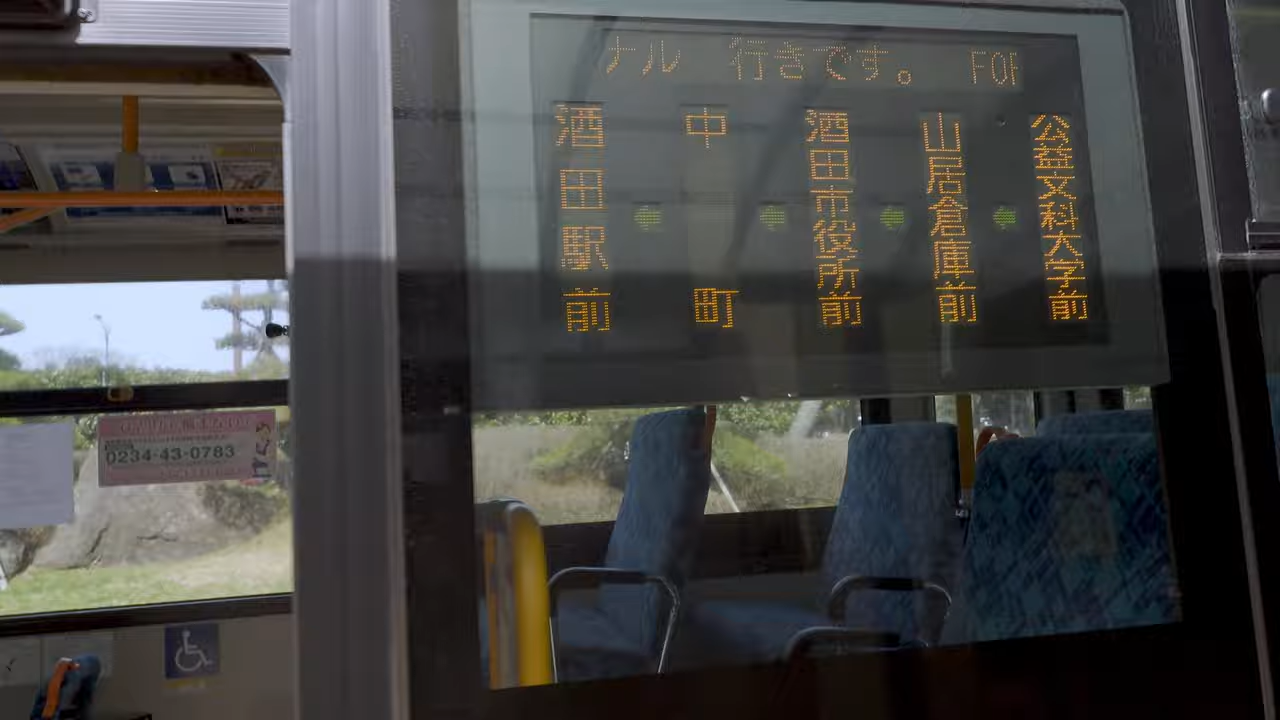 ナル 行きです。 FOR
酒田駅前
中町
酒田市役所前
山居倉庫前
公益文科大学前
0234-43-0783